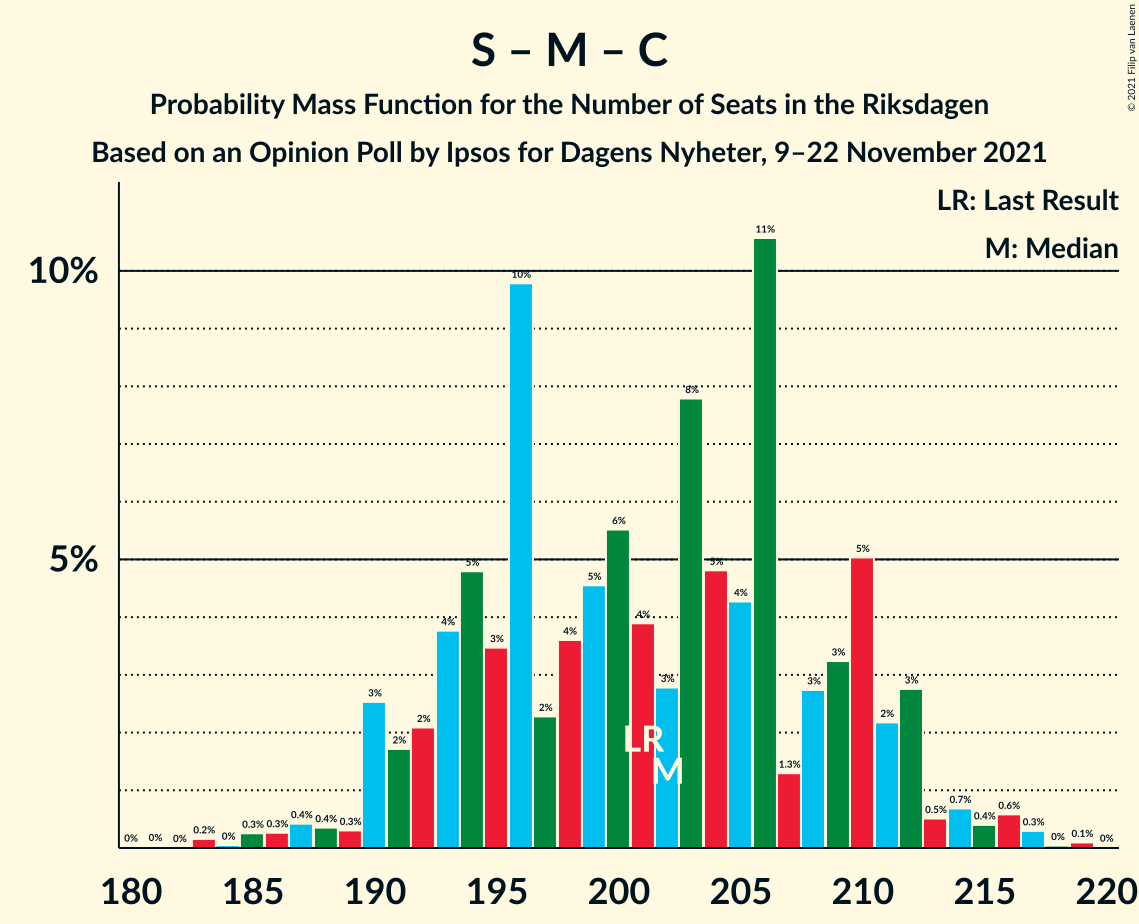 S – M – C
Probability Mass Function for the Number of Seats in the Riksdagen
Based on an Opinion Poll by Ipsos for Dagens Nyheter, 9–22 November 2021
© 2021 Filip van Laenen
LR: Last Result
M: Median
10%
5%
0% 0% 0% 0.2% 0% 0.3% 0.3% 0.4% 0.4% 0.3% 3% 2% 2% 4% 5% 3% 10% 2% 4% 5% 6% 4% 3% 8% 5% 4% 11% 1.3% 3% 3% 5% 2% 3% 0.5% 0.7% 0.4% 0.6% 0.3% 0% 0.1% 0%
LR
M
180 185 190 195 200 205 210 215 220